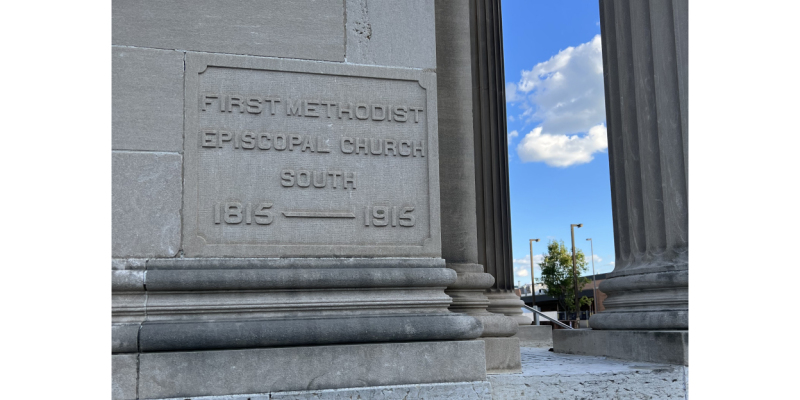 FIRST METHODIST
EPISCOPAL CHURCH
SOUTH
1815 — 1915